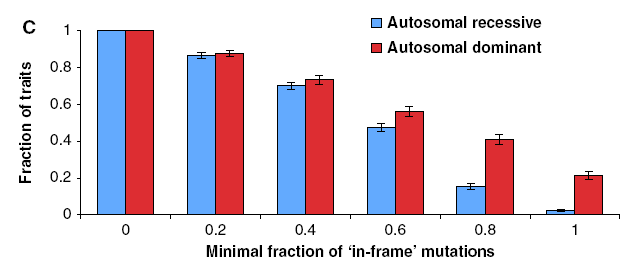 C
Autosomal recessive
Autosomal dominant
Fraction of traits
1
0.8
0.6
0.4
0.2
0
0 0.2 0.4 0.6 0.8 1
Minimal fraction of ‘in-frame’ mutations